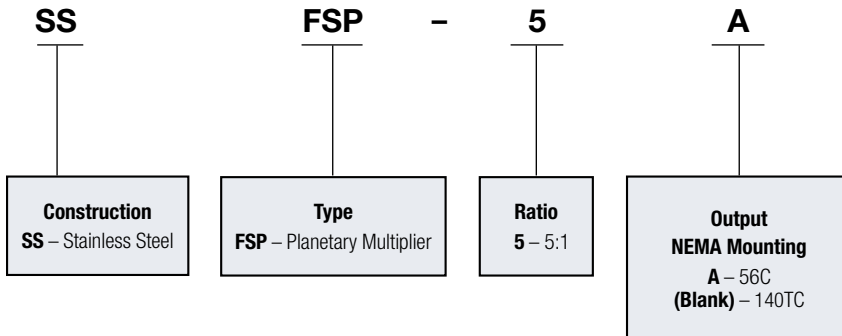 SS FSP – 5 A
Construction
SS – Stainless Steel
Type
FSP – Planetary Multiplier
Ratio
5 – 5:1
Output
NEMA Mounting
A – 56C
(Blank) – 140TC